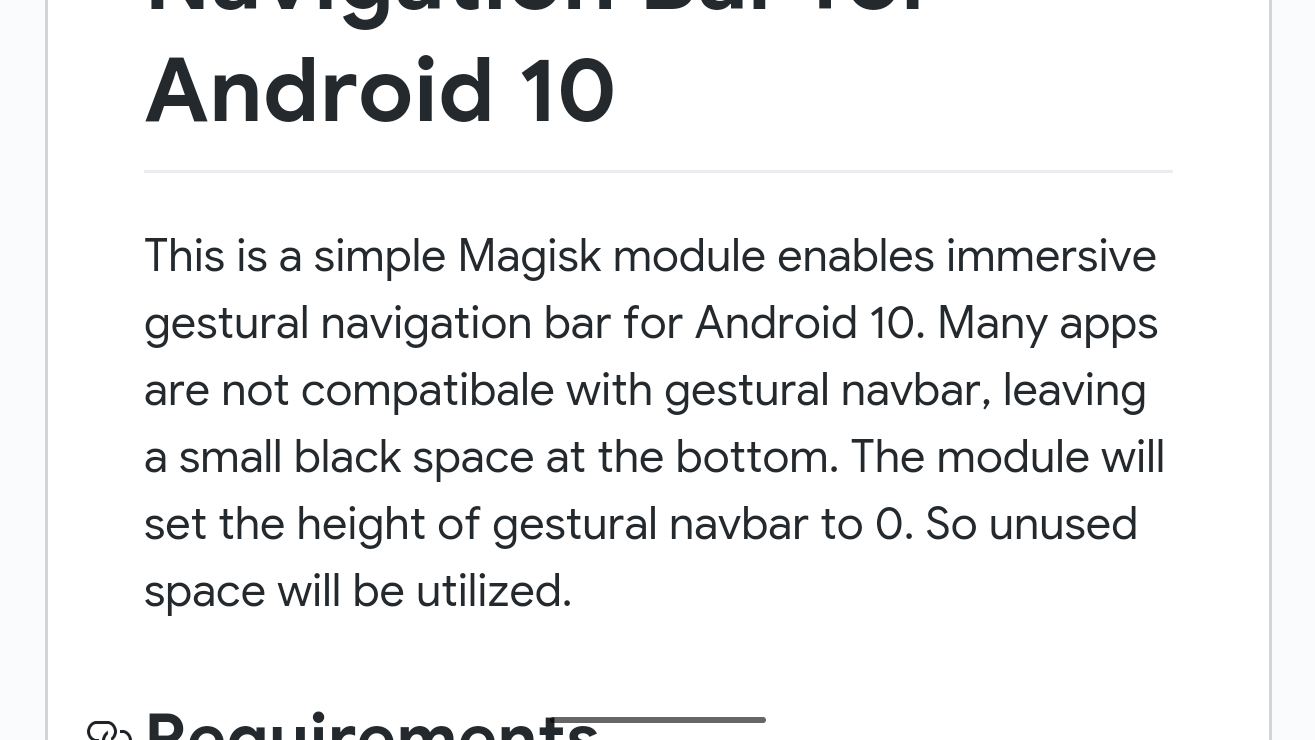 Navigation Bar for
Android 10
This is a simple Magisk module enables immersive
gestural navigation bar for Android 10. Many apps
are not compatibale with gestural navbar, leaving
a small black space at the bottom. The module will
set the height of gestural navbar to 0. So unused
space will be utilized.
Requirements